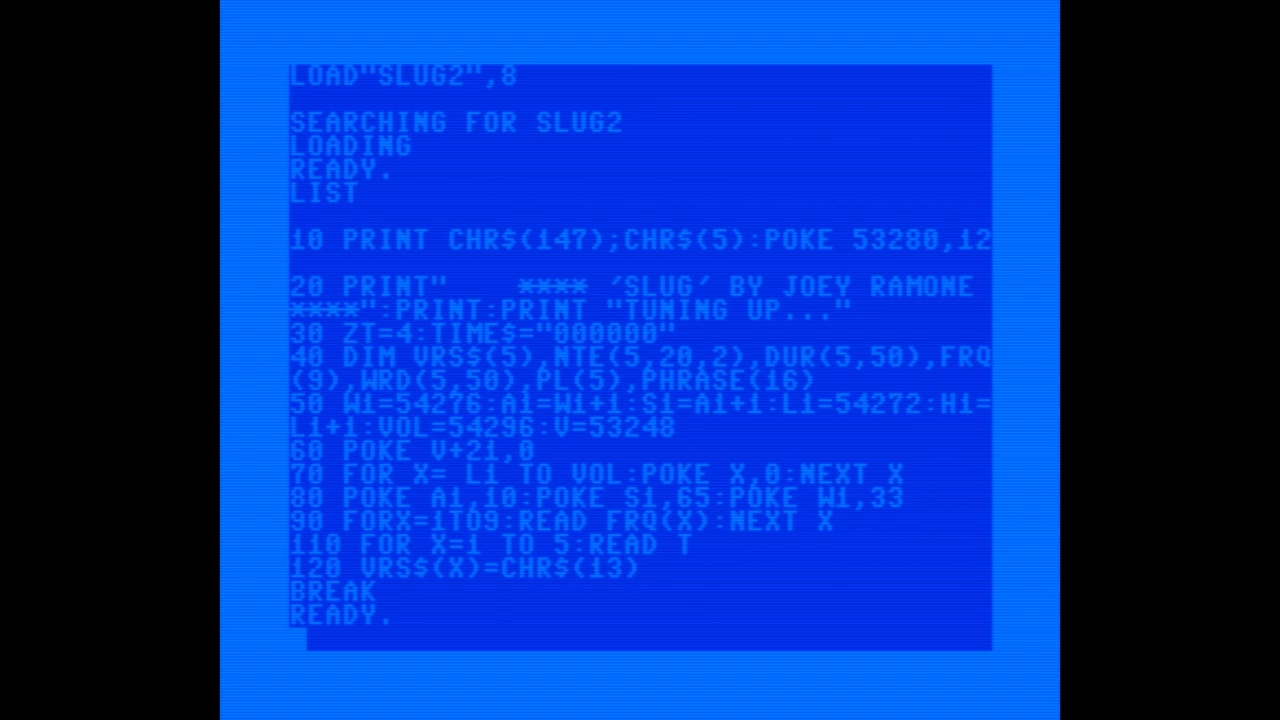 LOAD"SLUG2",8
SEARCHING FOR SLUG2
LOADING
READY.
LIST
10 PRINT CHR$(147);CHR$(5):POKE 53280,12
20 PRINT"    **** 'SLUG' BY JOEY RAMONE
****":PRINT:PRINT "TUNING UP..."
30 ZT=4:TIME$="000000"
40 DIM VRS$(5),NTE(5,20,2),DUR(5,50),FRQ
(9),WRD(5,50),PL(5),PHRASE(16)
50 W1=54276:A1=W1+1:S1=A1+1:L1=54272:H1=
L1+1:VOL=54296:V=53248
60 POKE V+21,0
70 FOR X= L1 TO VOL:POKE X,0:NEXT X
80 POKE A1,10:POKE S1,65:POKE W1,33
90 FORX=1TO9:READ FRQ(X):NEXT X
110 FOR X=1 TO 5:READ T
120 VRS$(X)=CHR$(13)
BREAK
READY.